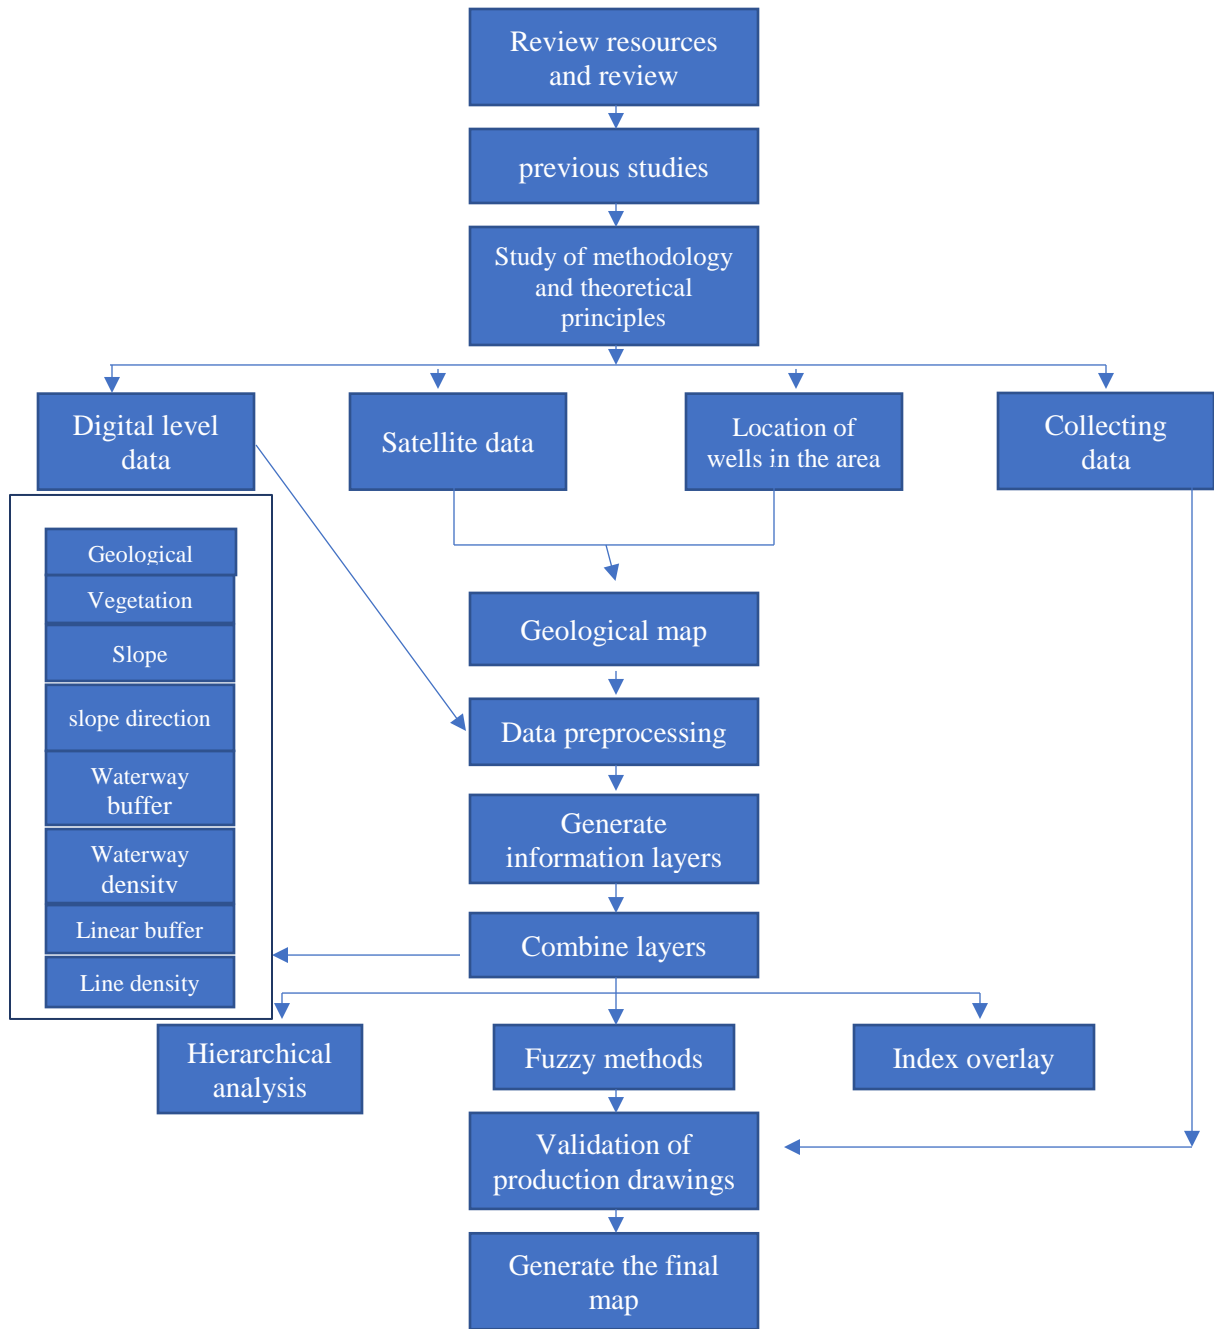 Review resources
and review
previous studies
Study of methodology
and theoretical
principles
Digital level
data
Satellite data
Location of
wells in the area
Collecting
data
Geological
Vegetation
Slope
slope direction
Waterway
buffer
Waterway
density
Linear buffer
Line density
Geological map
Data preprocessing
Generate
information layers
Combine layers
Hierarchical
analysis
Fuzzy methods
Index overlay
Validation of
production drawings
Generate the final
map